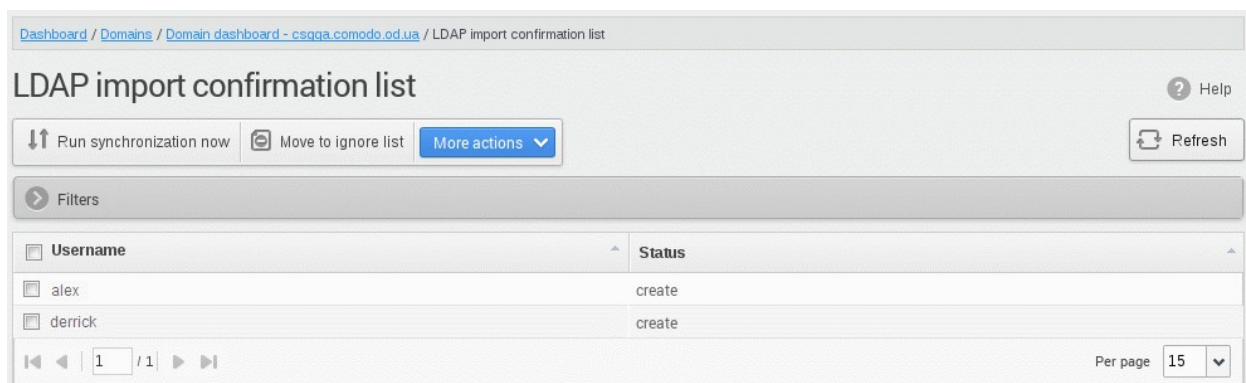 Dashboard / Domains / Domain dashboard - csgqa.comodo.od.ua / LDAP import confirmation list
LDAP import confirmation list
Help
Run synchronization now
Move to ignore list
More actions
Refresh
Filters
Username
Status
alex
create
derrick
create
1 / 1
Per page 15